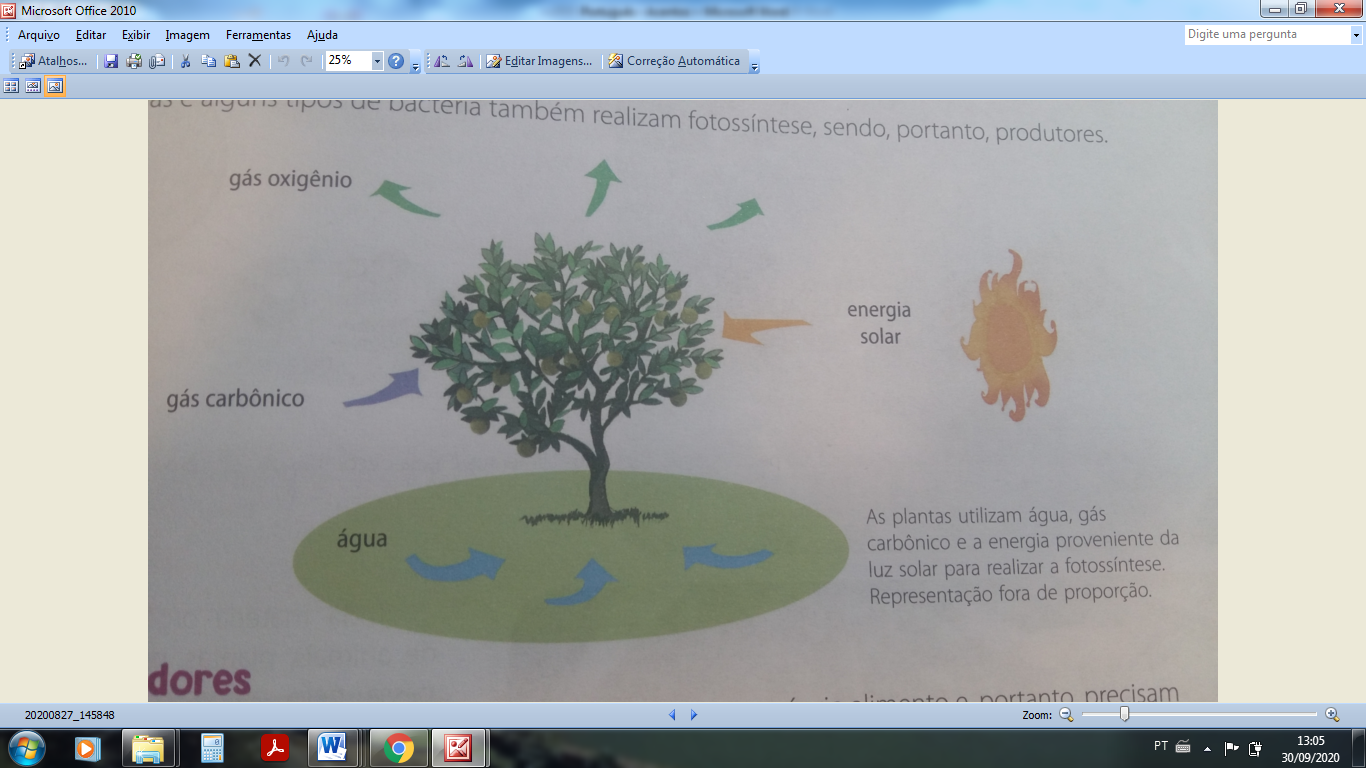 Microsoft Office 2010
Arquivo Editar Exibir Imagem Ferramentas Ajuda
Digite uma pergunta
Atalhos... 25% Editar Imagens... Correção Automática
as e alguns tipos de bactéria também realizam fotossíntese, sendo, portanto, produtores.
gás oxigênio
energia
solar
gás carbônico
água
As plantas utilizam água, gás
carbônico e a energia proveniente da
luz solar para realizar a fotossíntese.
Representação fora de proporção.
dores
alimento e, portanto, precisam
20200827_145848
Zoom:
PT
13:05
30/09/2020